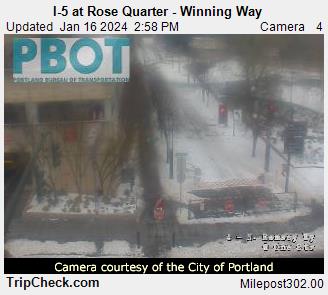 I-5 at Rose Quarter - Winning Way
Updated Jan 16 2024 2:58 PM Camera 4
PBOT
PORTLAND BUREAU OF TRANSPORTATION
Camera courtesy of the City of Portland
TripCheck.com Milepost302.00